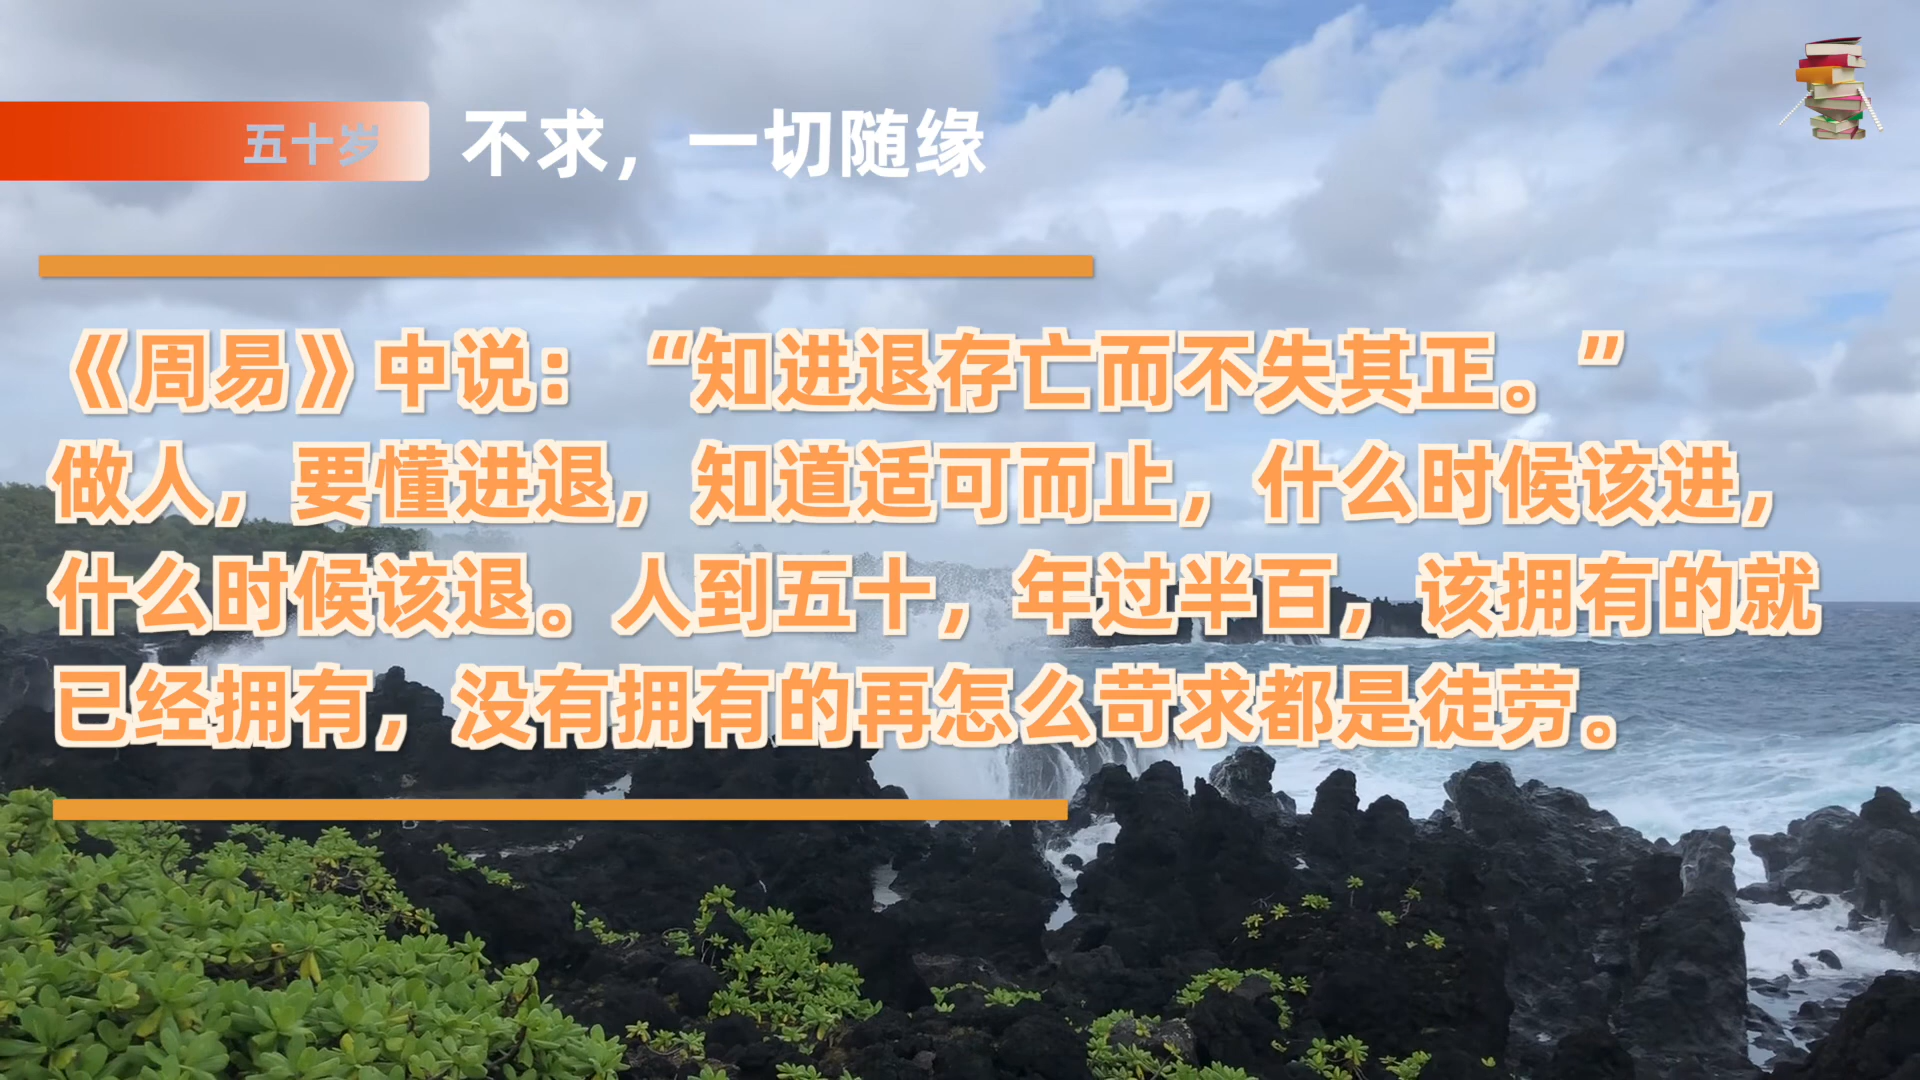 五十岁 不求，一切随缘
《周易》中说：“知进退存亡而不失其正。”
做人，要懂进退，知道适可而止，什么时候该进，
什么时候该退。人到五十，年过半百，该拥有的就
已经拥有，没有拥有的再怎么苛求都是徒劳。